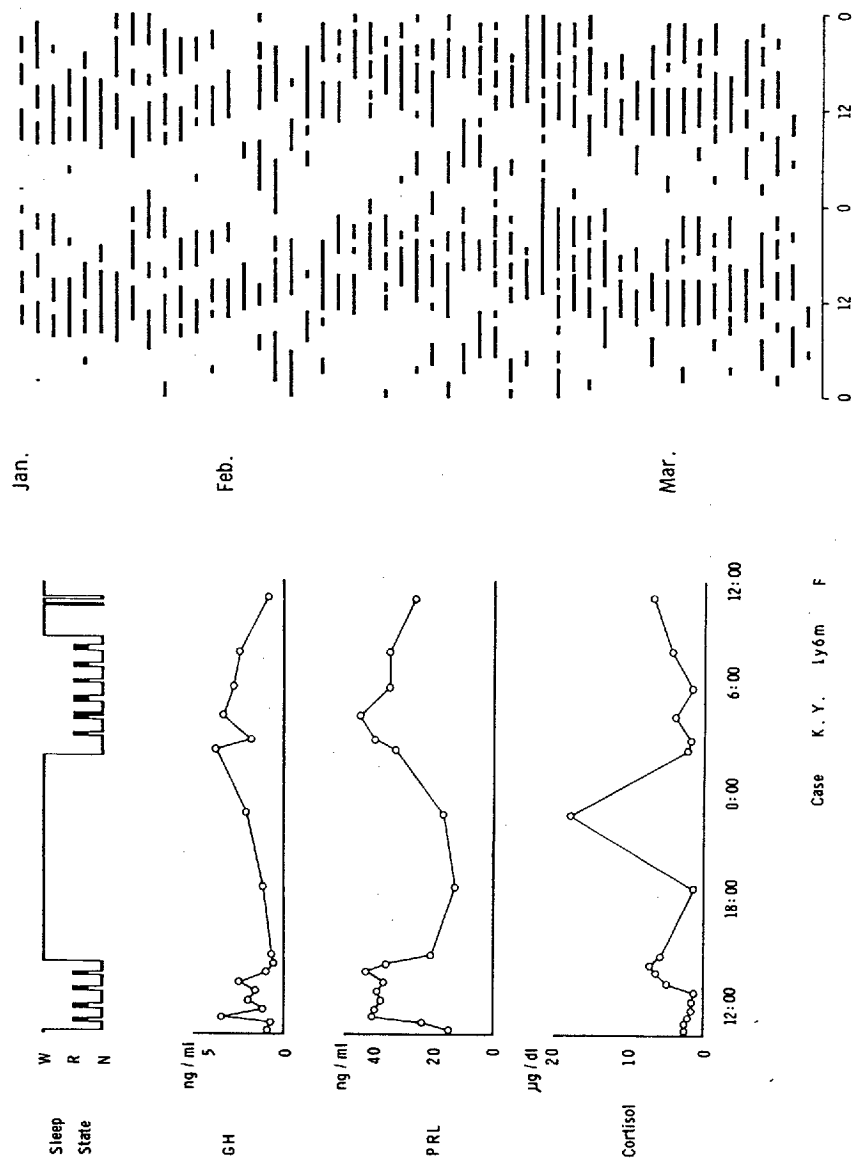 Jan.
Feb.
Mar.
0 12 0 12 0
Sleep
State
W
R
N
GH
ng / ml
5
0
PRL
ng / ml
40
20
0
Cortisol
µg / dl
20
10
0
12:00 18:00 0:00 6:00 12:00
Case K. Y. 1y6m F